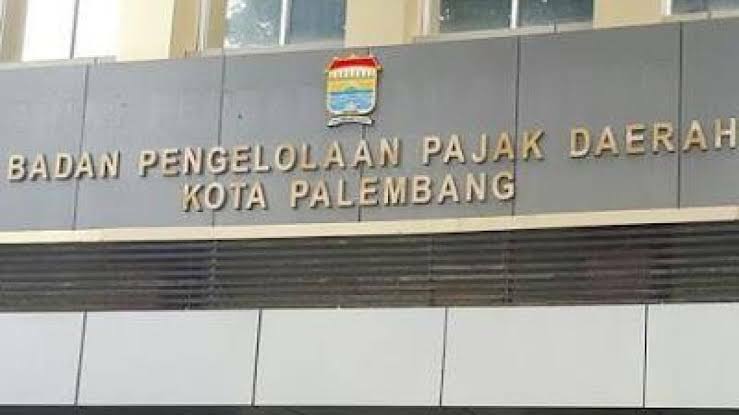 BADAN PENGELOLAAN PAJAK DAERAH
KOTA PALEMBANG